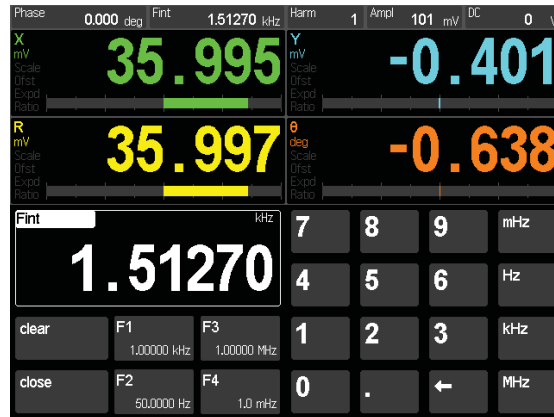 Phase 0.000 deg Fint 1.51270 kHz Harm 1 Ampl 101 mV DC 0 V
X
mV
Scale
Ofst
Expd
Ratio
35.995
Y
mV
Scale
Ofst
Expd
Ratio
-0.401
R
mV
Scale
Ofst
Expd
Ratio
35.997
θ
deg
Scale
Ofst
Expd
Ratio
-0.638
Fint kHz
1.51270
7 8 9 mHz
4 5 6 Hz
clear F1 1.00000 kHz F3 1.00000 MHz 1 2 3 kHz
close F2 50.0000 Hz F4 1.0 mHz 0 . ← MHz